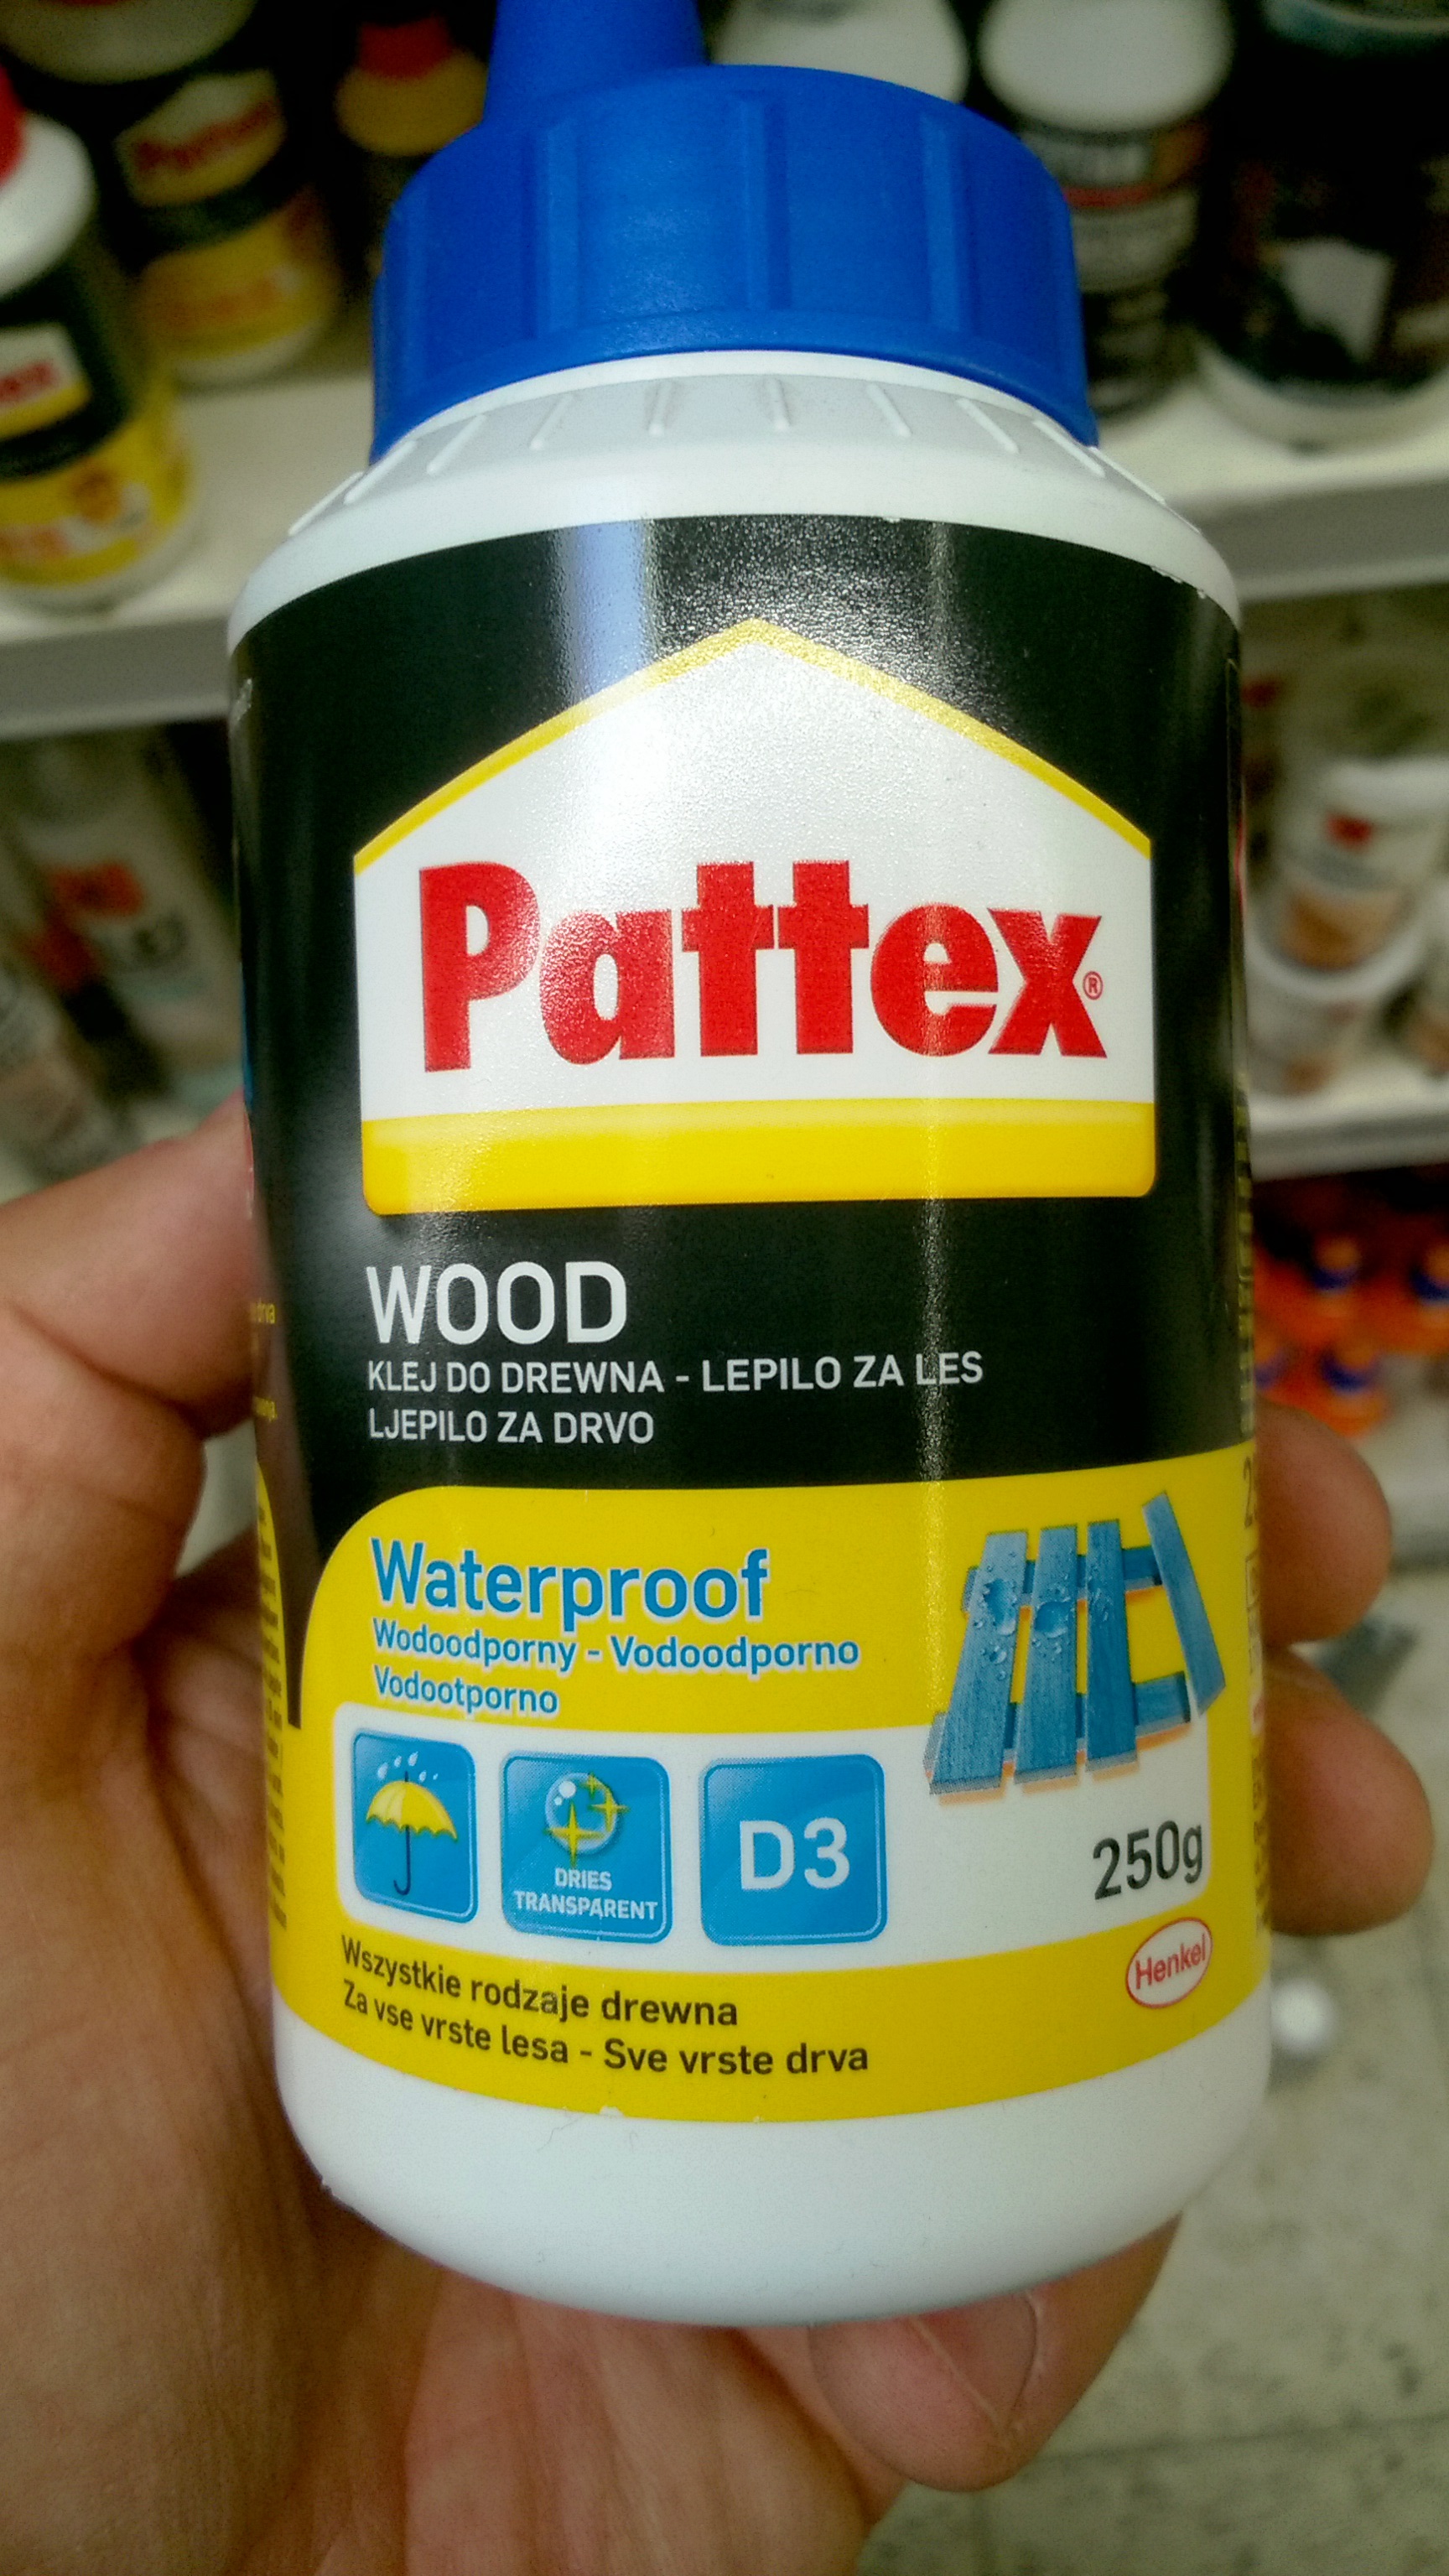 Pattex®
WOOD
KLEJ DO DREWNA - LEPILO ZA LES
LJEPILO ZA DRVO
Waterproof
Wodoodporny - Vodoodporno
Vodootporno
DRIES
TRANSPARENT
D3
250g
Henkel
Wszystkie rodzaje drewna
Za vse vrste lesa - Sve vrste drva
Pattex